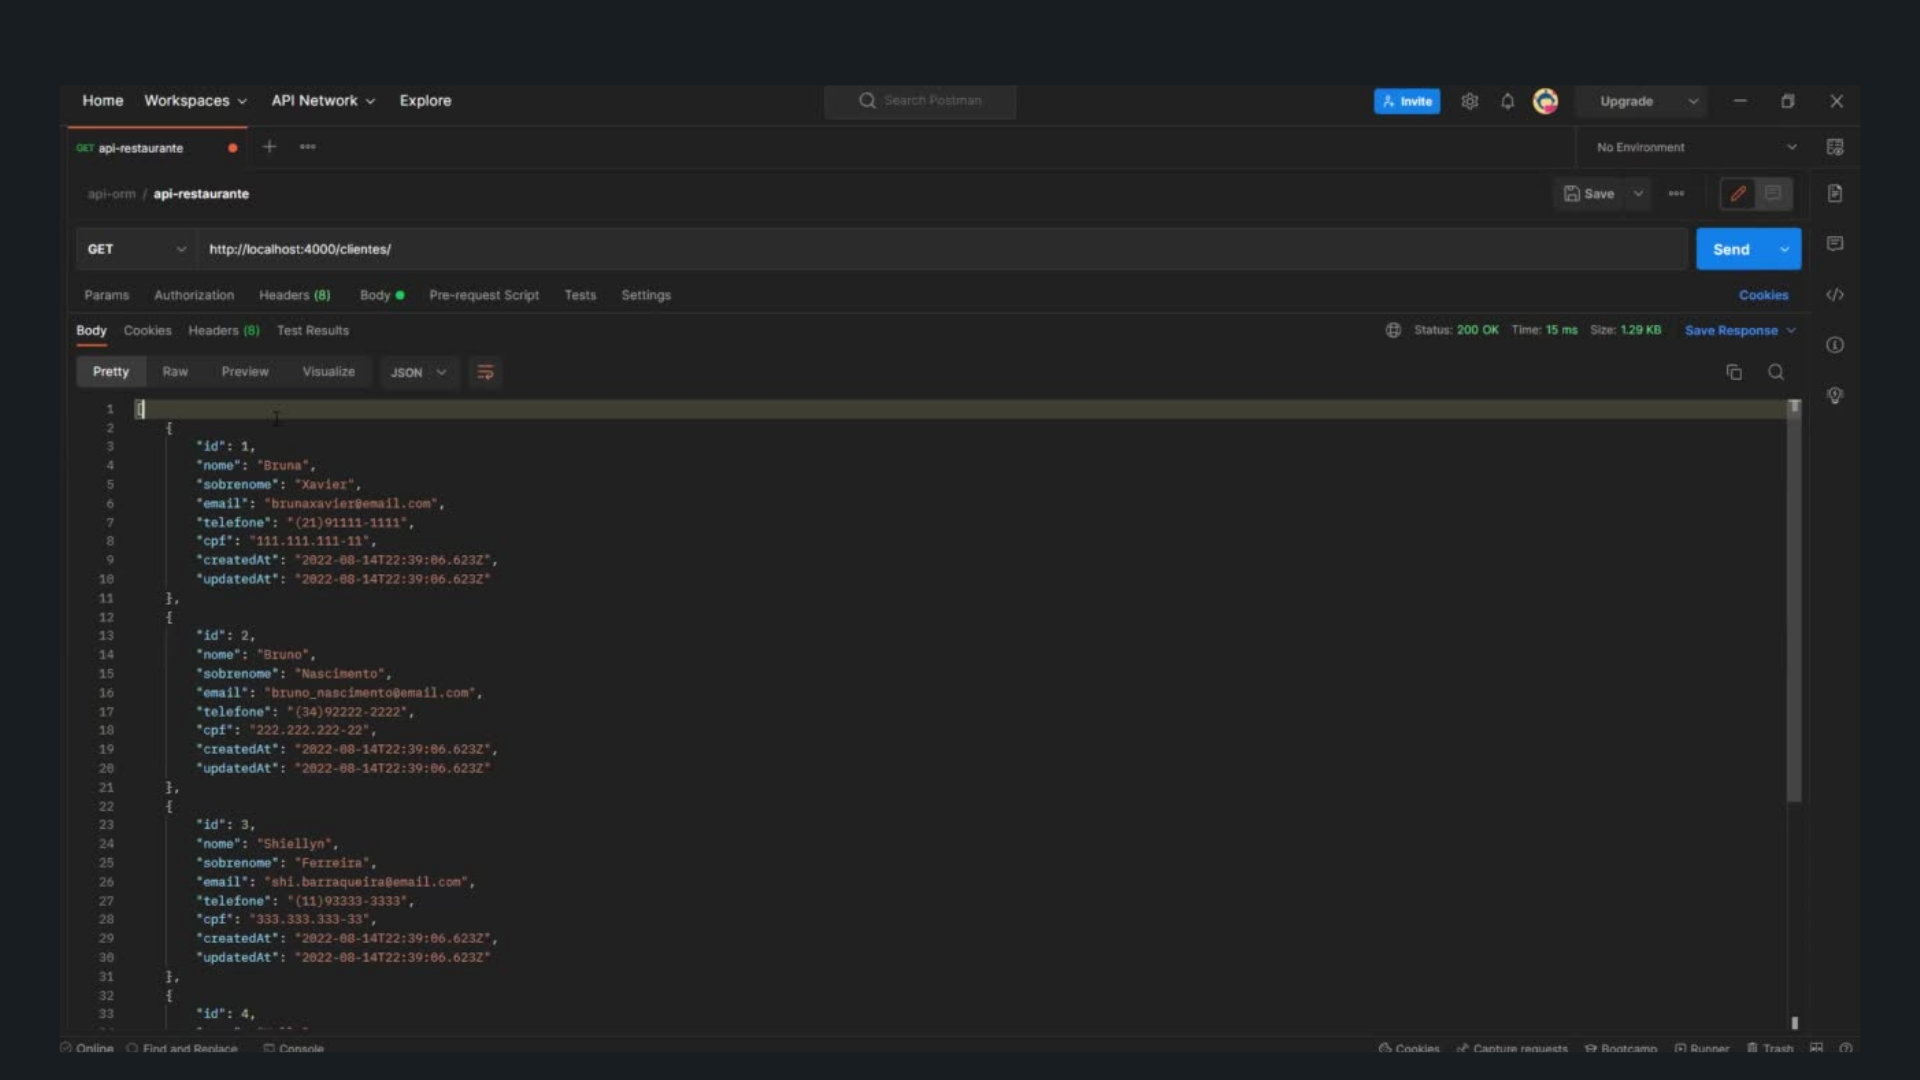 Home Workspaces API Network Explore Search Postman Invite Upgrade
GET api-restaurante No Environment
api-orm / api-restaurante Save
GET http://localhost:4000/clientes/ Send
Params Authorization Headers (8) Body Pre-request Script Tests Settings Cookies
Body Cookies Headers (8) Test Results Status: 200 OK Time: 15 ms Size: 1.29 KB Save Response
Pretty Raw Preview Visualize JSON
1 [
2 {
3 "id": 1,
4 "nome": "Bruna",
5 "sobrenome": "Xavier",
6 "email": "brunaxavier@email.com",
7 "telefone": "(21)91111-1111",
8 "cpf": "111.111.111-11",
9 "createdAt": "2022-08-14T22:39:06.623Z",
10 "updatedAt": "2022-08-14T22:39:06.623Z"
11 },
12 {
13 "id": 2,
14 "nome": "Bruno",
15 "sobrenome": "Nascimento",
16 "email": "bruno_nascimento@email.com",
17 "telefone": "(34)92222-2222",
18 "cpf": "222.222.222-22",
19 "createdAt": "2022-08-14T22:39:06.623Z",
20 "updatedAt": "2022-08-14T22:39:06.623Z"
21 },
22 {
23 "id": 3,
24 "nome": "Shiellyn",
25 "sobrenome": "Ferreira",
26 "email": "shi.barraqueira@email.com",
27 "telefone": "(11)93333-3333",
28 "cpf": "333.333.333-33",
29 "createdAt": "2022-08-14T22:39:06.623Z",
30 "updatedAt": "2022-08-14T22:39:06.623Z"
31 },
32 {
33 "id": 4,
Online Find and Replace Console Cookies Capture requests Bootcamp Runner Trash